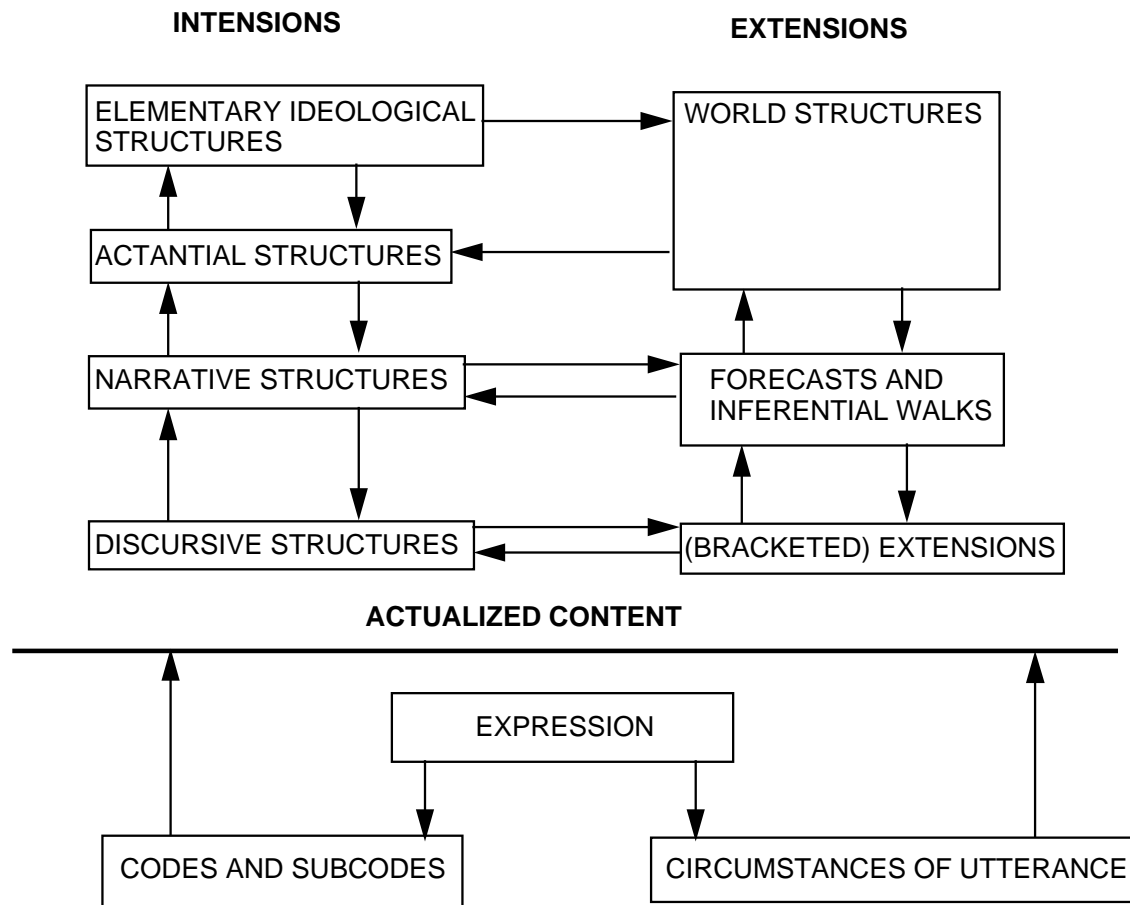 INTENSIONS
EXTENSIONS
ELEMENTARY IDEOLOGICAL
STRUCTURES
WORLD STRUCTURES
ACTANTIAL STRUCTURES
NARRATIVE STRUCTURES
FORECASTS AND
INFERENTIAL WALKS
DISCURSIVE STRUCTURES
(BRACKETED) EXTENSIONS
ACTUALIZED CONTENT
EXPRESSION
CODES AND SUBCODES
CIRCUMSTANCES OF UTTERANCE